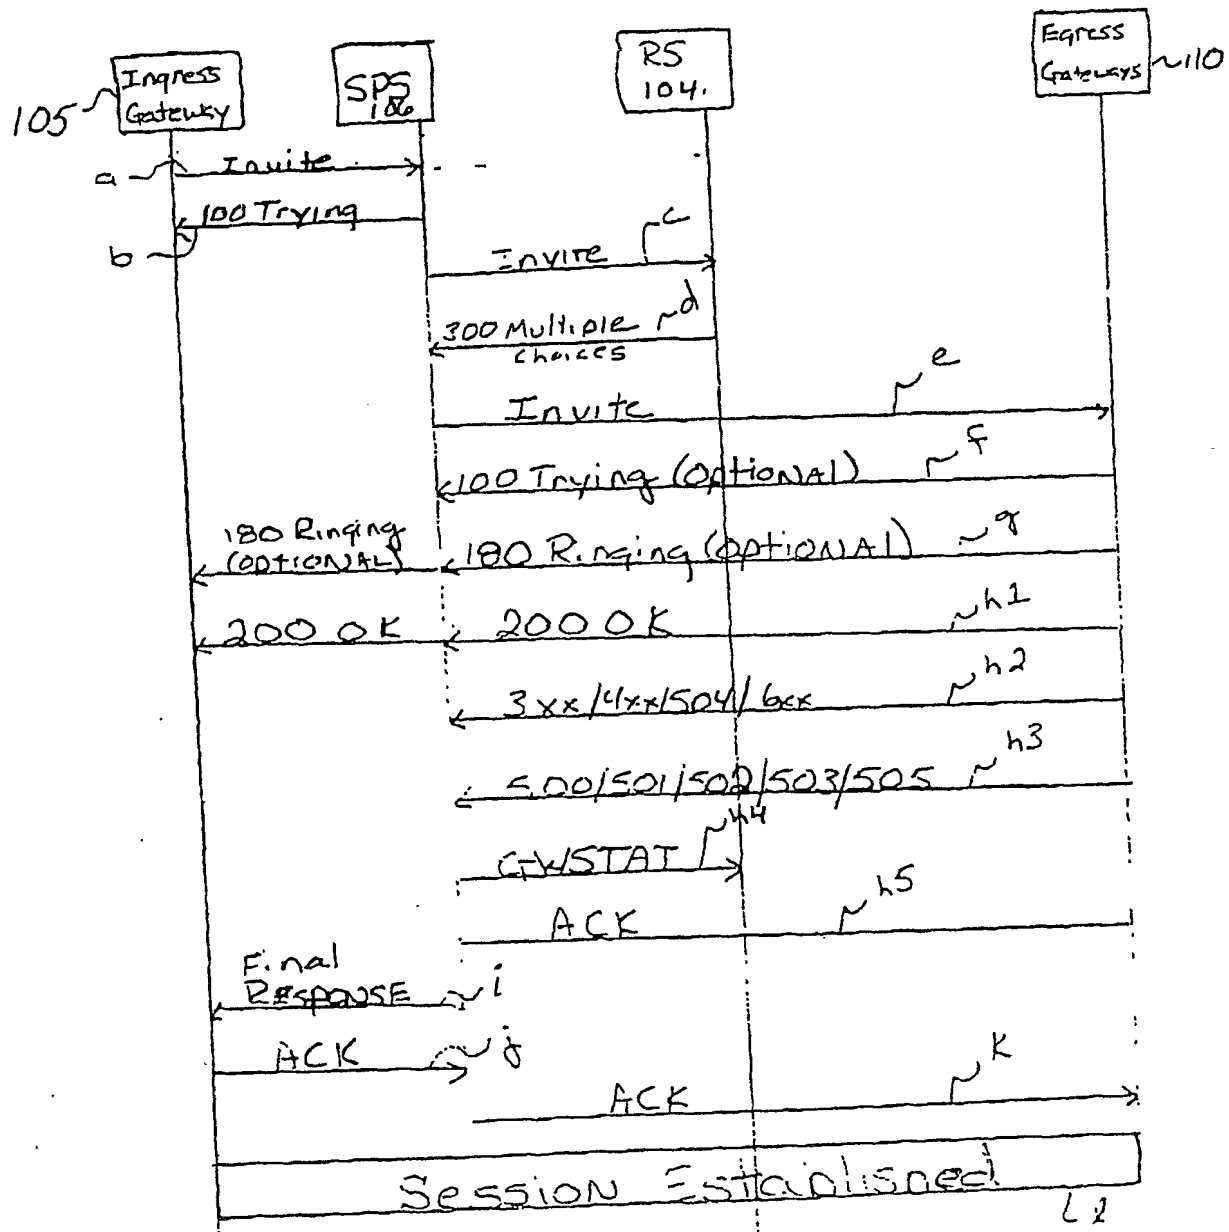 Ingress
Gateway
105
SPS
106
RS
104.
Egress
Gateways
110
a
Invite
100 Trying
b
Invite
c
300 Multiple
choices
d
Invite
e
100 Trying (OPTIONAL)
f
180 Ringing
(OPTIONAL)
180 Ringing (OPTIONAL)
g
200 OK
200 OK
h1
3xx/4xx/504/6xx
h2
500/501/502/503/505
h3
GWSTAT
h4
ACK
h5
Final
RESPONSE
i
ACK
j
ACK
K
Session Established